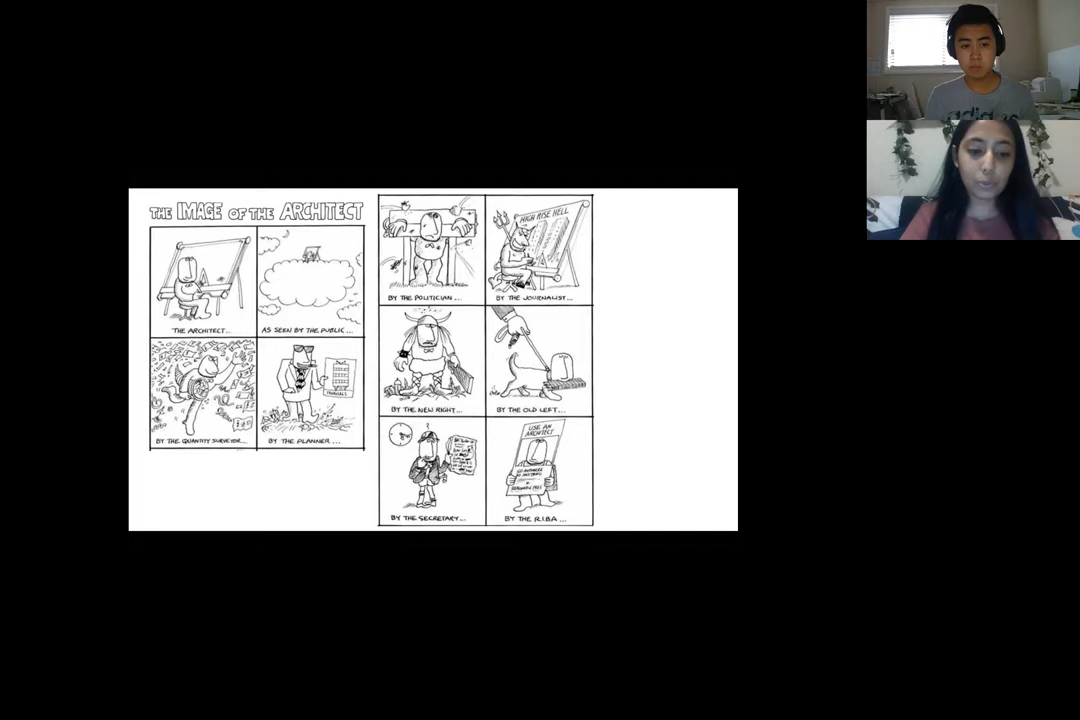 THE IMAGE OF THE ARCHITECT
THE ARCHITECT...
AS SEEN BY THE PUBLIC...
BY THE QUANTITY SURVEYOR...
BY THE PLANNER...
BY THE POLITICIAN...
HIGH RISE HELL
BY THE JOURNALIST...
BY THE NEW RIGHT...
BY THE OLD LEFT...
BY THE SECRETARY...
USE AN
ARCHITECT
BY THE R.I.B.A...
adidas